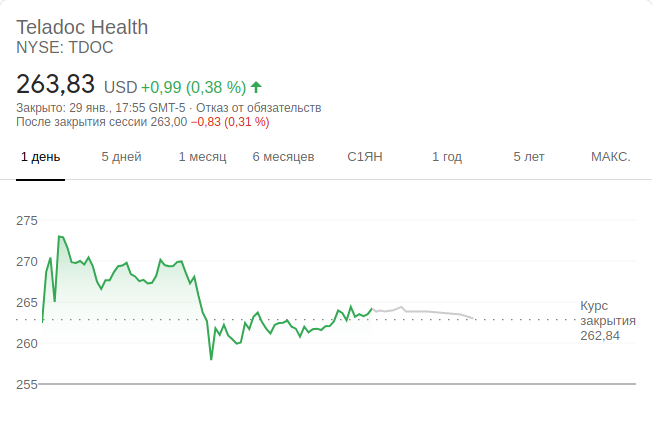 Teladoc Health
NYSE: TDOC
263,83 USD +0,99 (0,38 %)
Закрыто: 29 янв., 17:55 GMT-5 · Отказ от обязательств
После закрытия сессии 263,00 −0,83 (0,31 %)
1 день 5 дней 1 месяц 6 месяцев С1ЯН 1 год 5 лет МАКС.
275
270
265
Курс
закрытия
262,84
260
255